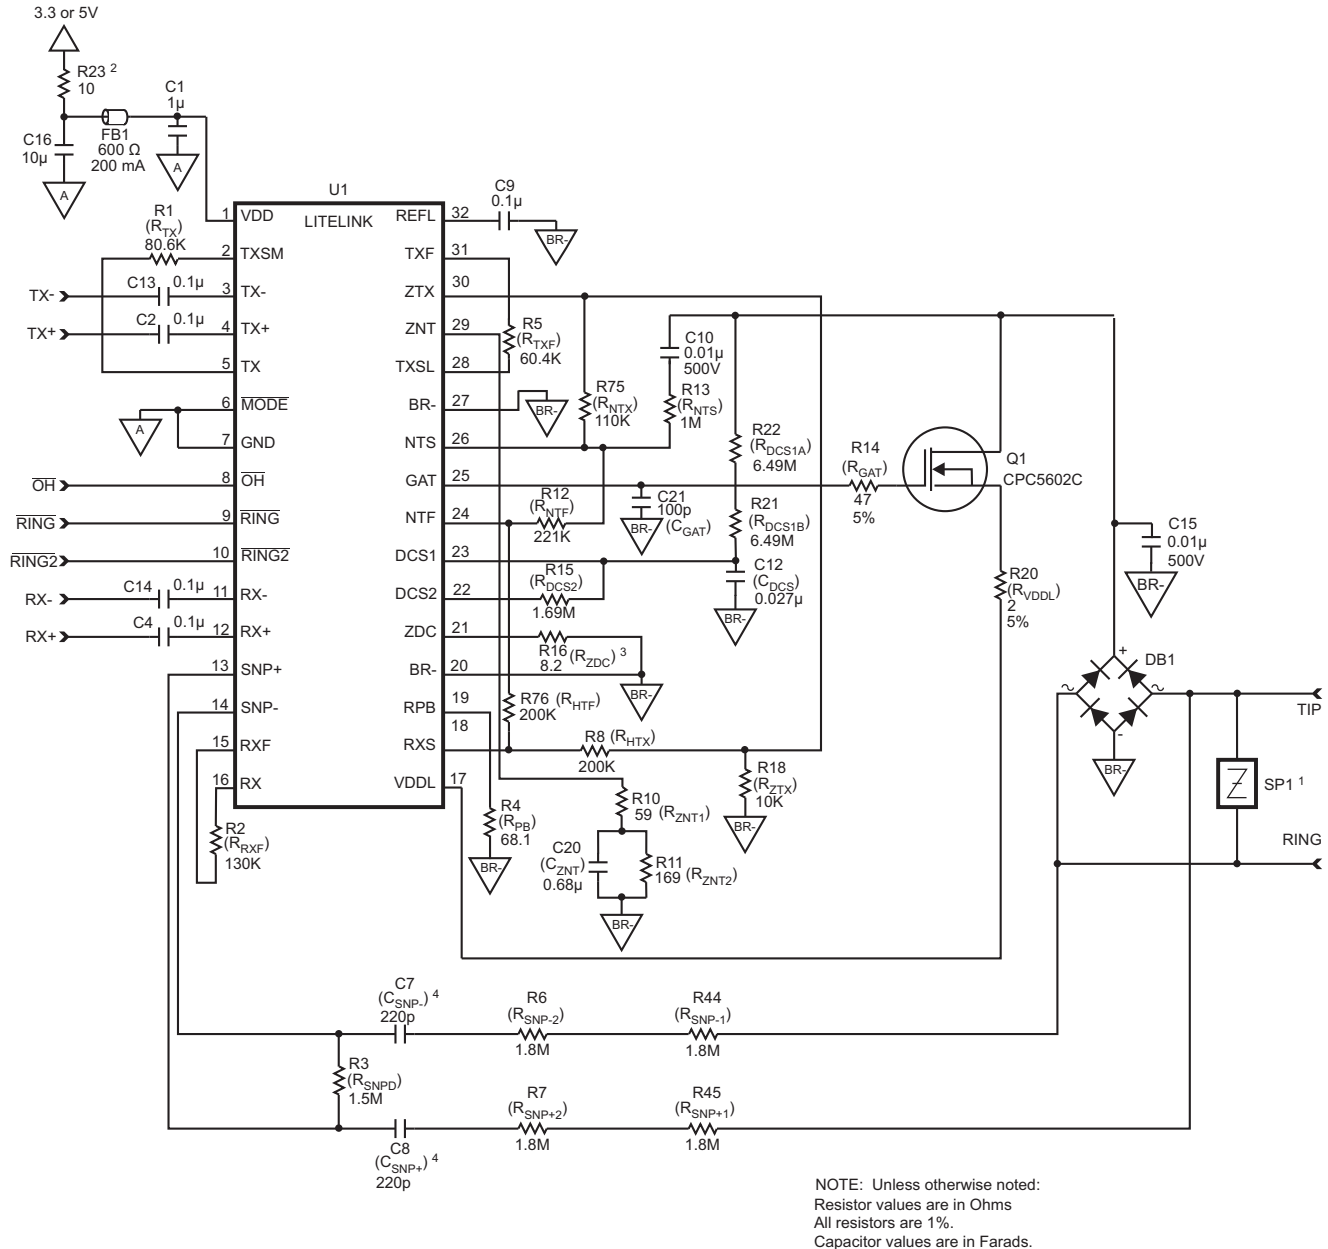 3.3 or 5V
R23 2
10
C1
1µ
C16
10µ
FB1
600 Ω
200 mA
A
A
U1
LITELINK
C9
0.1µ
BR-
R1
(RTX)
80.6K
1 VDD
2 TXSM
3 TX-
4 TX+
5 TX
6 MODE
7 GND
8 OH
9 RING
10 RING2
11 RX-
12 RX+
13 SNP+
14 SNP-
15 RXF
16 RX
REFL 32
TXF 31
ZTX 30
ZNT 29
TXSL 28
BR- 27
NTS 26
GAT 25
NTF 24
DCS1 23
DCS2 22
ZDC 21
BR- 20
RPB 19
RXS 18
VDDL 17
TX-
C13 0.1µ
TX+
C2 0.1µ
A
OH
RING
RING2
RX-
C14 0.1µ
RX+
C4 0.1µ
R2
(RRXF)
130K
R5
(RTXF)
60.4K
BR-
R75
(RNTX)
110K
C10
0.01µ
500V
R13
(RNTS)
1M
R22
(RDCS1A)
6.49M
R14
(RGAT)
47
5%
Q1
CPC5602C
R12
(RNTF)
221K
C21
100p
(CGAT)
BR-
R21
(RDCS1B)
6.49M
C15
0.01µ
500V
BR-
R15
(RDCS2)
1.69M
C12
(CDCS)
0.027µ
BR-
R20
(RVDDL)
2
5%
R16 (RZDC) 3
8.2
BR-
R76 (RHTF)
200K
R8 (RHTX)
200K
R18
(RZTX)
10K
BR-
R4
(RPB)
68.1
BR-
R10
59 (RZNT1)
C20
(CZNT)
0.68µ
R11
169 (RZNT2)
BR-
+
DB1
~
~
-
BR-
TIP
SP1 1
RING
C7
(CSNP-) 4
220p
R6
(RSNP-2)
1.8M
R44
(RSNP-1)
1.8M
R3
(RSNPD)
1.5M
R7
(RSNP+2)
1.8M
R45
(RSNP+1)
1.8M
C8
(CSNP+) 4
220p
NOTE: Unless otherwise noted:
Resistor values are in Ohms
All resistors are 1%.
Capacitor values are in Farads.